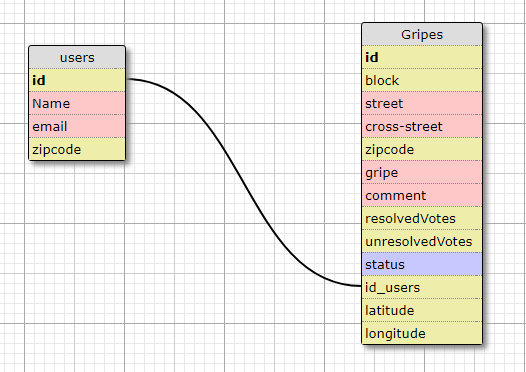 users
id
Name
email
zipcode
Gripes
id
block
street
cross-street
zipcode
gripe
comment
resolvedVotes
unresolvedVotes
status
id_users
latitude
longitude